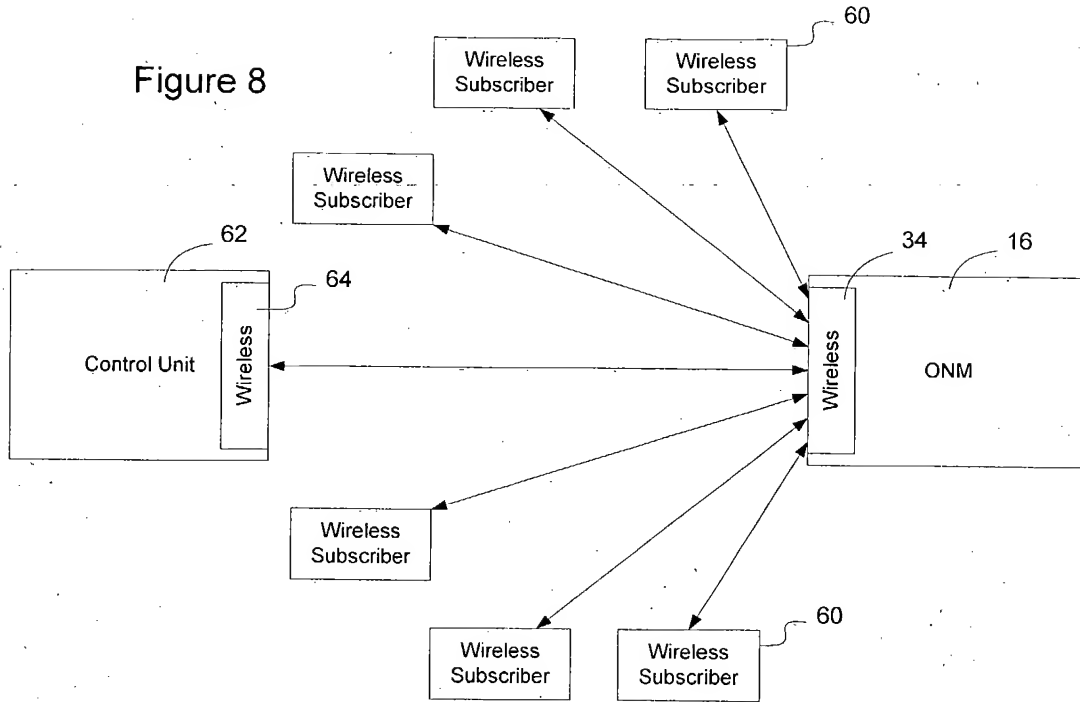 Figure 8
60
Wireless
Subscriber
Wireless
Subscriber
Wireless
Subscriber
62
64
34
16
Control Unit
Wireless
Wireless
ONM
Wireless
Subscriber
60
Wireless
Subscriber
Wireless
Subscriber